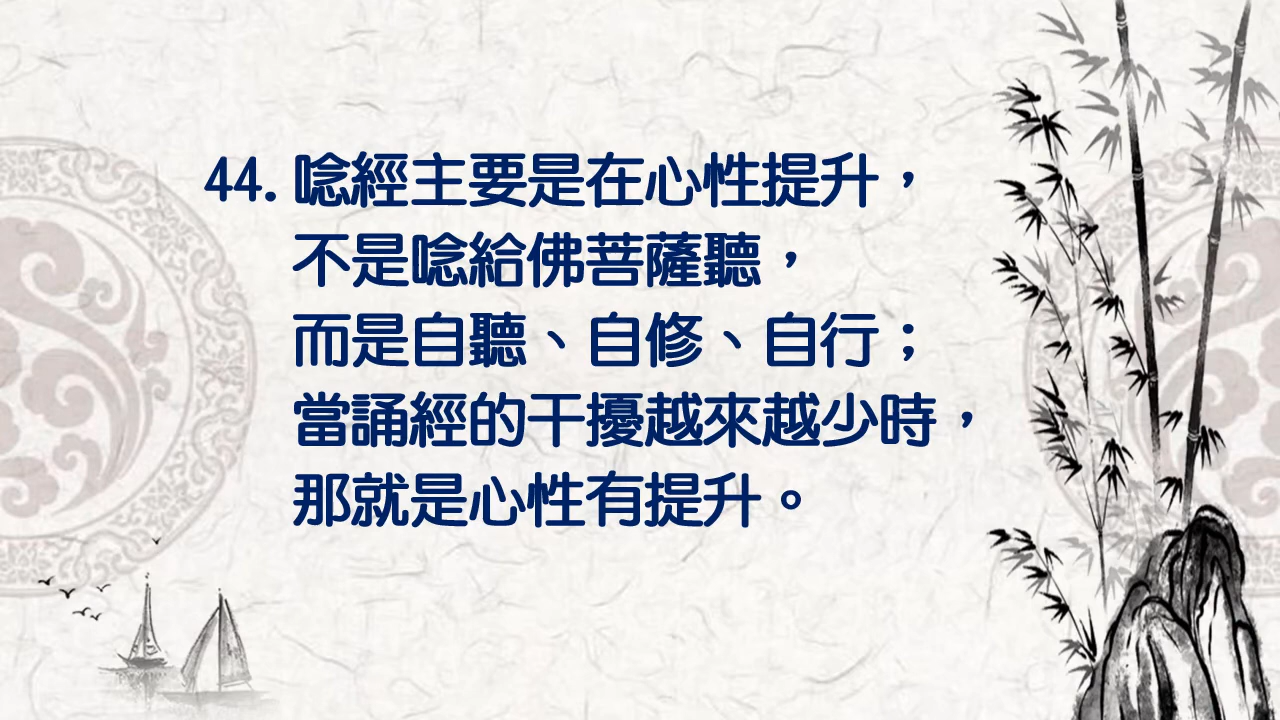 44.唸經主要是在心性提升，
不是唸給佛菩薩聽，
而是自聽、自修、自行；
當誦經的干擾越來越少時，
那就是心性有提升。